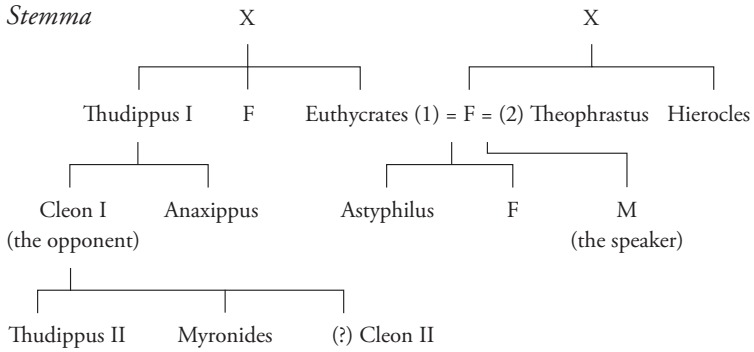 Stemma X X
Thudippus I F Euthycrates (1) = F = (2) Theophrastus Hierocles
Cleon I Anaxippus Astyphilus F M
(the opponent) (the speaker)
Thudippus II Myronides (?) Cleon II